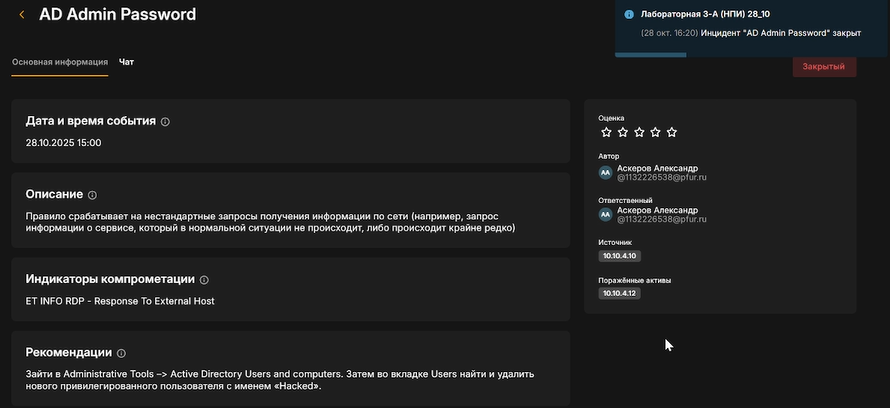 AD Admin Password
Лабораторная 3-А (НПИ) 28_10
(28 окт. 16:20) Инцидент "AD Admin Password" закрыт
Основная информация
Чат
Закрытый
Дата и время события
28.10.2025 15:00
Описание
Правило срабатывает на нестандартные запросы получения информации по сети (например, запрос
информации о сервисе, который в нормальной ситуации не происходит, либо происходит крайне редко)
Индикаторы компрометации
ET INFO RDP - Response To External Host
Рекомендации
Зайти в Administrative Tools –> Active Directory Users and computers. Затем во вкладке Users найти и удалить
нового привилегированного пользователя с именем «Hacked».
Оценка
Автор
АА
Аскеров Александр
@1132226538@pfur.ru
Ответственный
АА
Аскеров Александр
@1132226538@pfur.ru
Источник
10.10.4.10
Поражённые активы
10.10.4.12